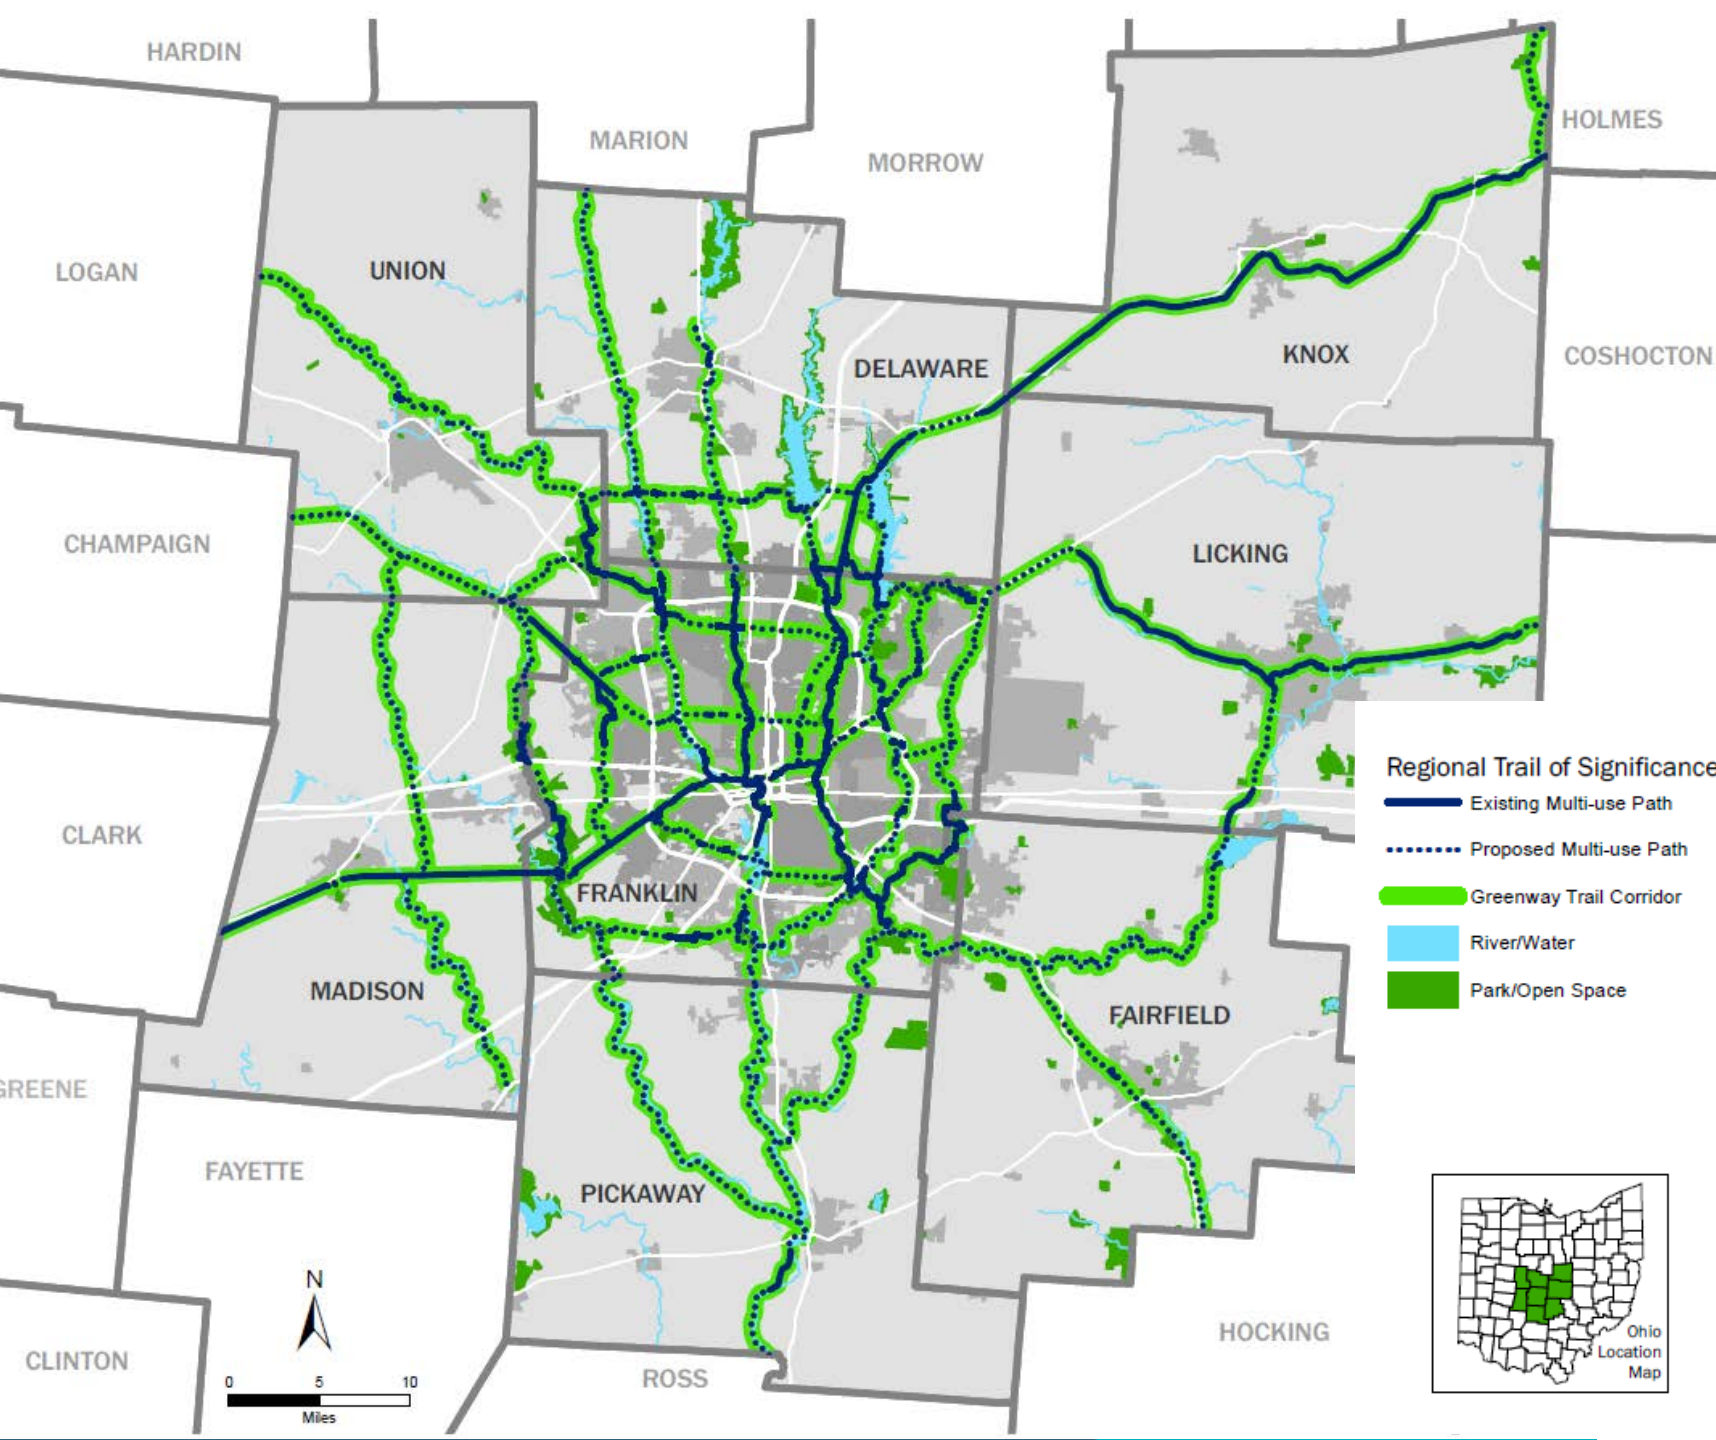 HARDIN
MARION
MORROW
HOLMES
LOGAN
UNION
DELAWARE
KNOX
COSHOCTON
CHAMPAIGN
LICKING
CLARK
FRANKLIN
MADISON
FAIRFIELD
GREENE
FAYETTE
PICKAWAY
HOCKING
CLINTON
ROSS
Regional Trail of Significance
Existing Multi-use Path
Proposed Multi-use Path
Greenway Trail Corridor
River/Water
Park/Open Space
N
0 5 10
Miles
Ohio
Location
Map